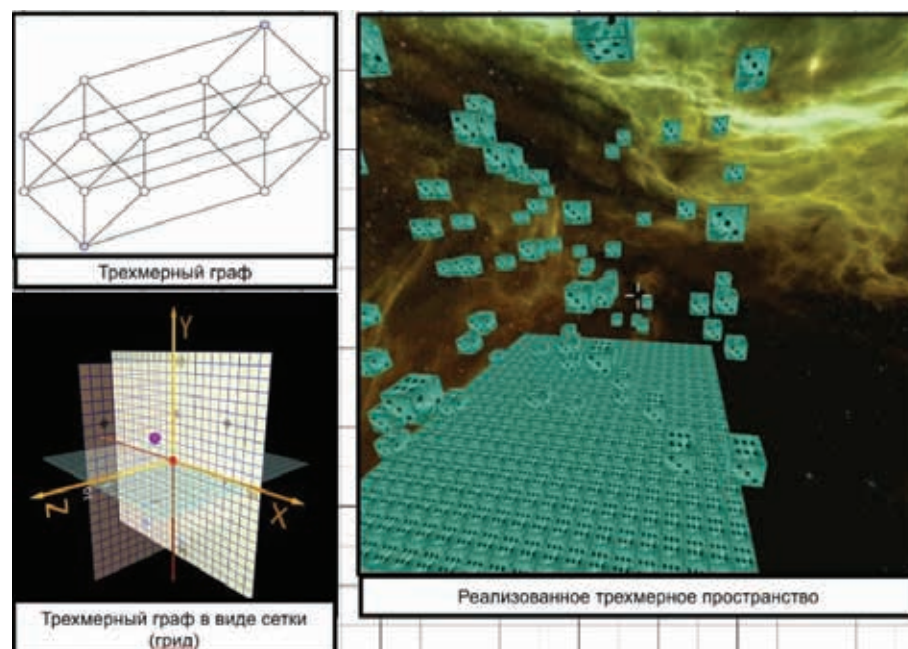 Трехмерный граф
Y
Z
X
Трехмерный граф в виде сетки
(грид)
Реализованное трехмерное пространство